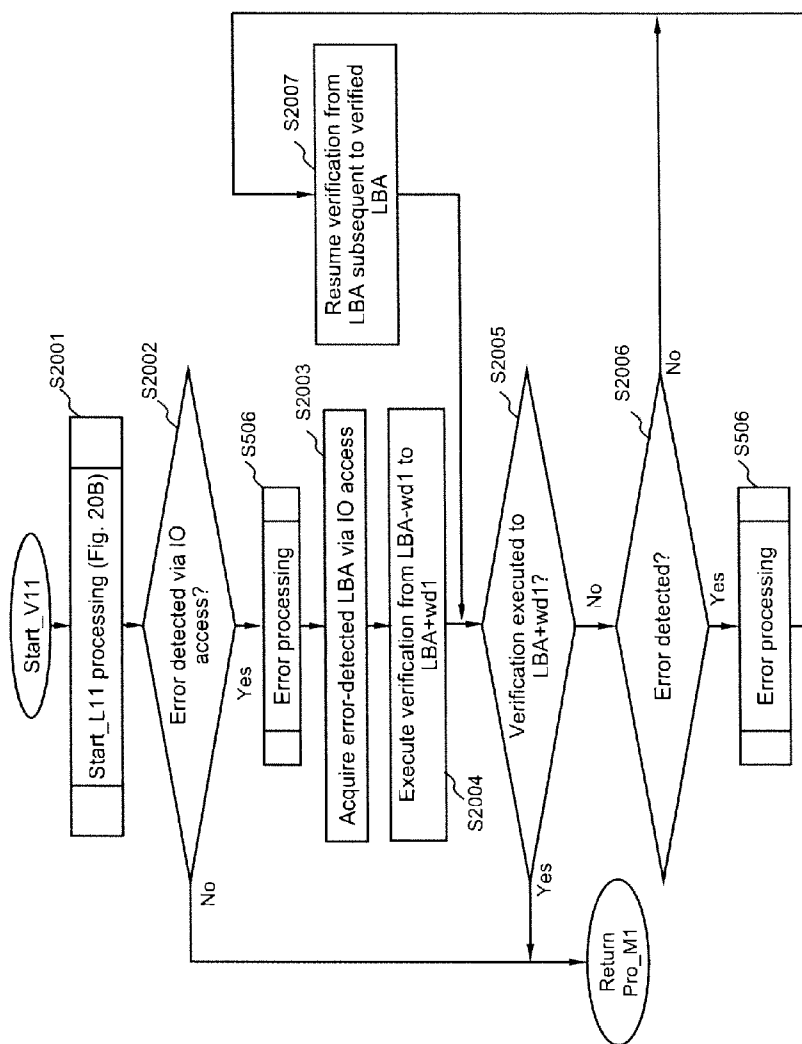 Start_V11
S2001
Start_L11 processing (Fig. 20B)
S2002
Error detected via IO
access?
Yes
No
S506
Error processing
S2003
Acquire error-detected LBA via IO access
Execute verification from LBA-wd1 to
LBA+wd1
S2004
S2007
Resume verification from
LBA subsequent to verified
LBA
S2005
Verification executed to
LBA+wd1?
Yes
No
S2006
Error detected?
No
Yes
S506
Error processing
Return
Pro_M1